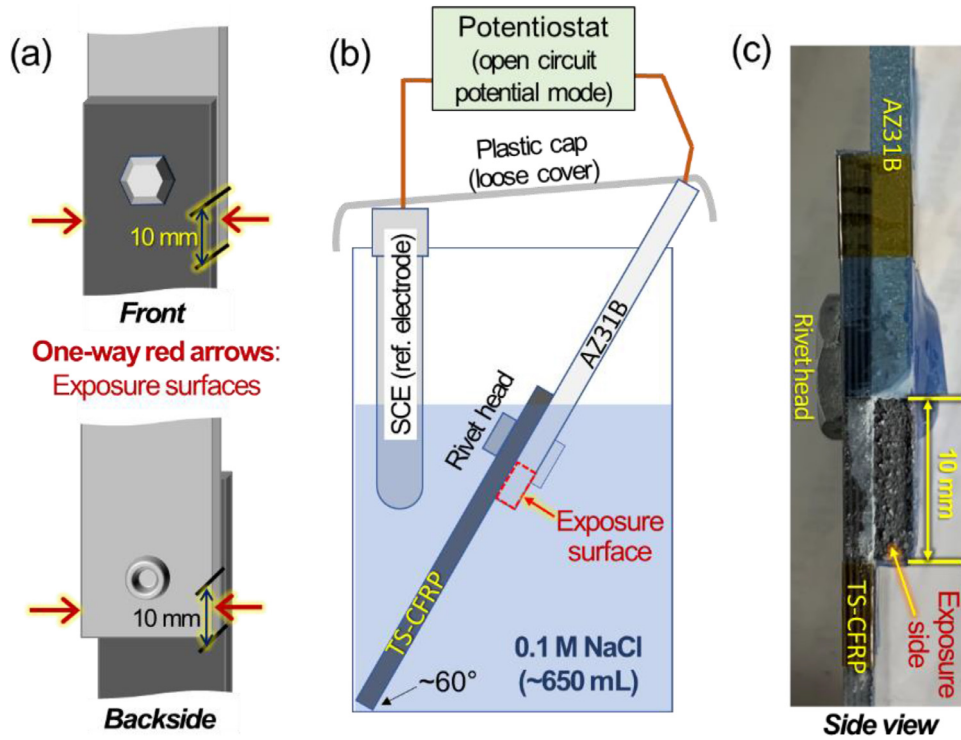 (a)
10 mm
Front
One-way red arrows:
Exposure surfaces
10 mm
Backside
(b)
Potentiostat
(open circuit
potential mode)
Plastic cap
(loose cover)
SCE (ref. electrode)
AZ31B
Rivet head
Exposure
surface
TS-CFRP
0.1 M NaCl
(~650 mL)
~60°
(c)
AZ31B
Rivet head
10 mm
TS-CFRP
Exposure
side
Side view